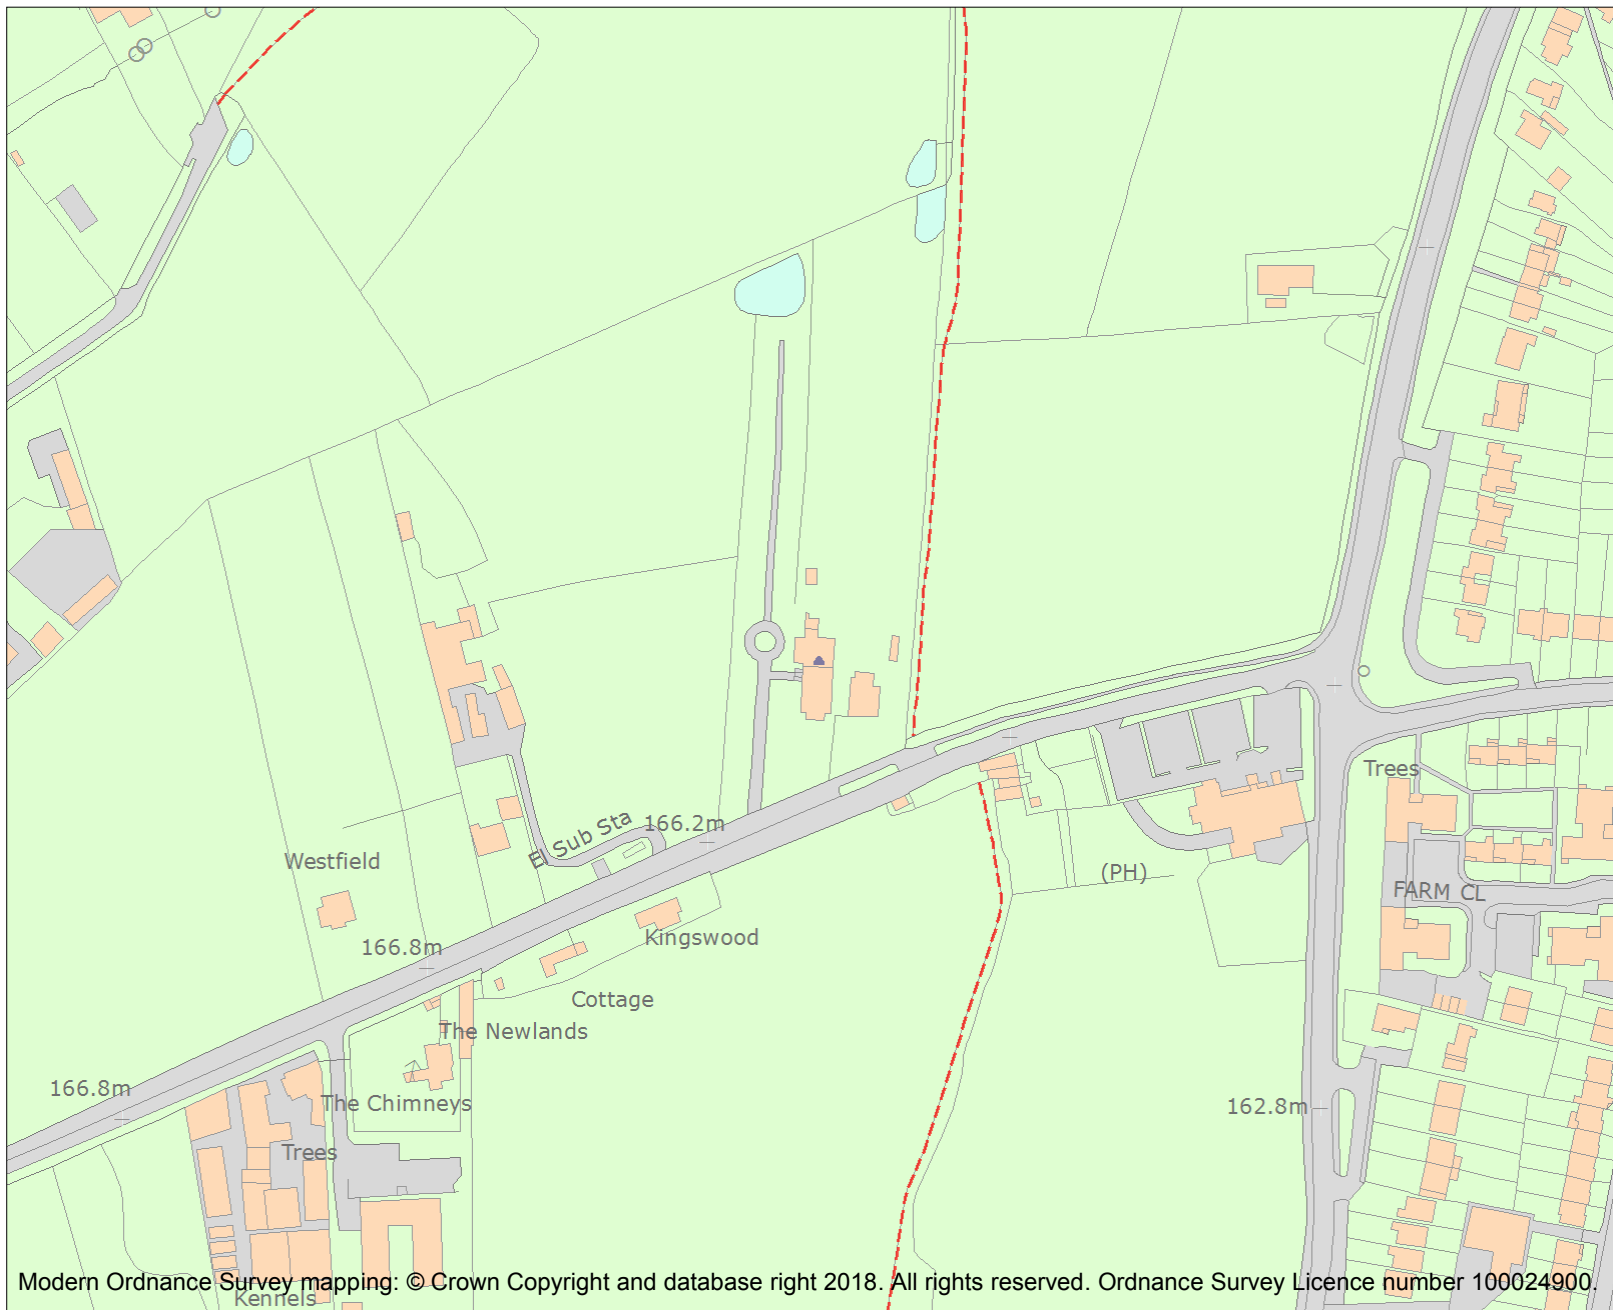 Trees
El Sub Sta
166.2m
Westfield
(PH)
FARM CL
166.8m
Kingswood
Cottage
The Newlands
166.8m
The Chimneys
162.8m
Trees
Modern Ordnance Survey mapping: © Crown Copyright and database right 2018. All rights reserved. Ordnance Survey Licence number 100024900.
Kennels